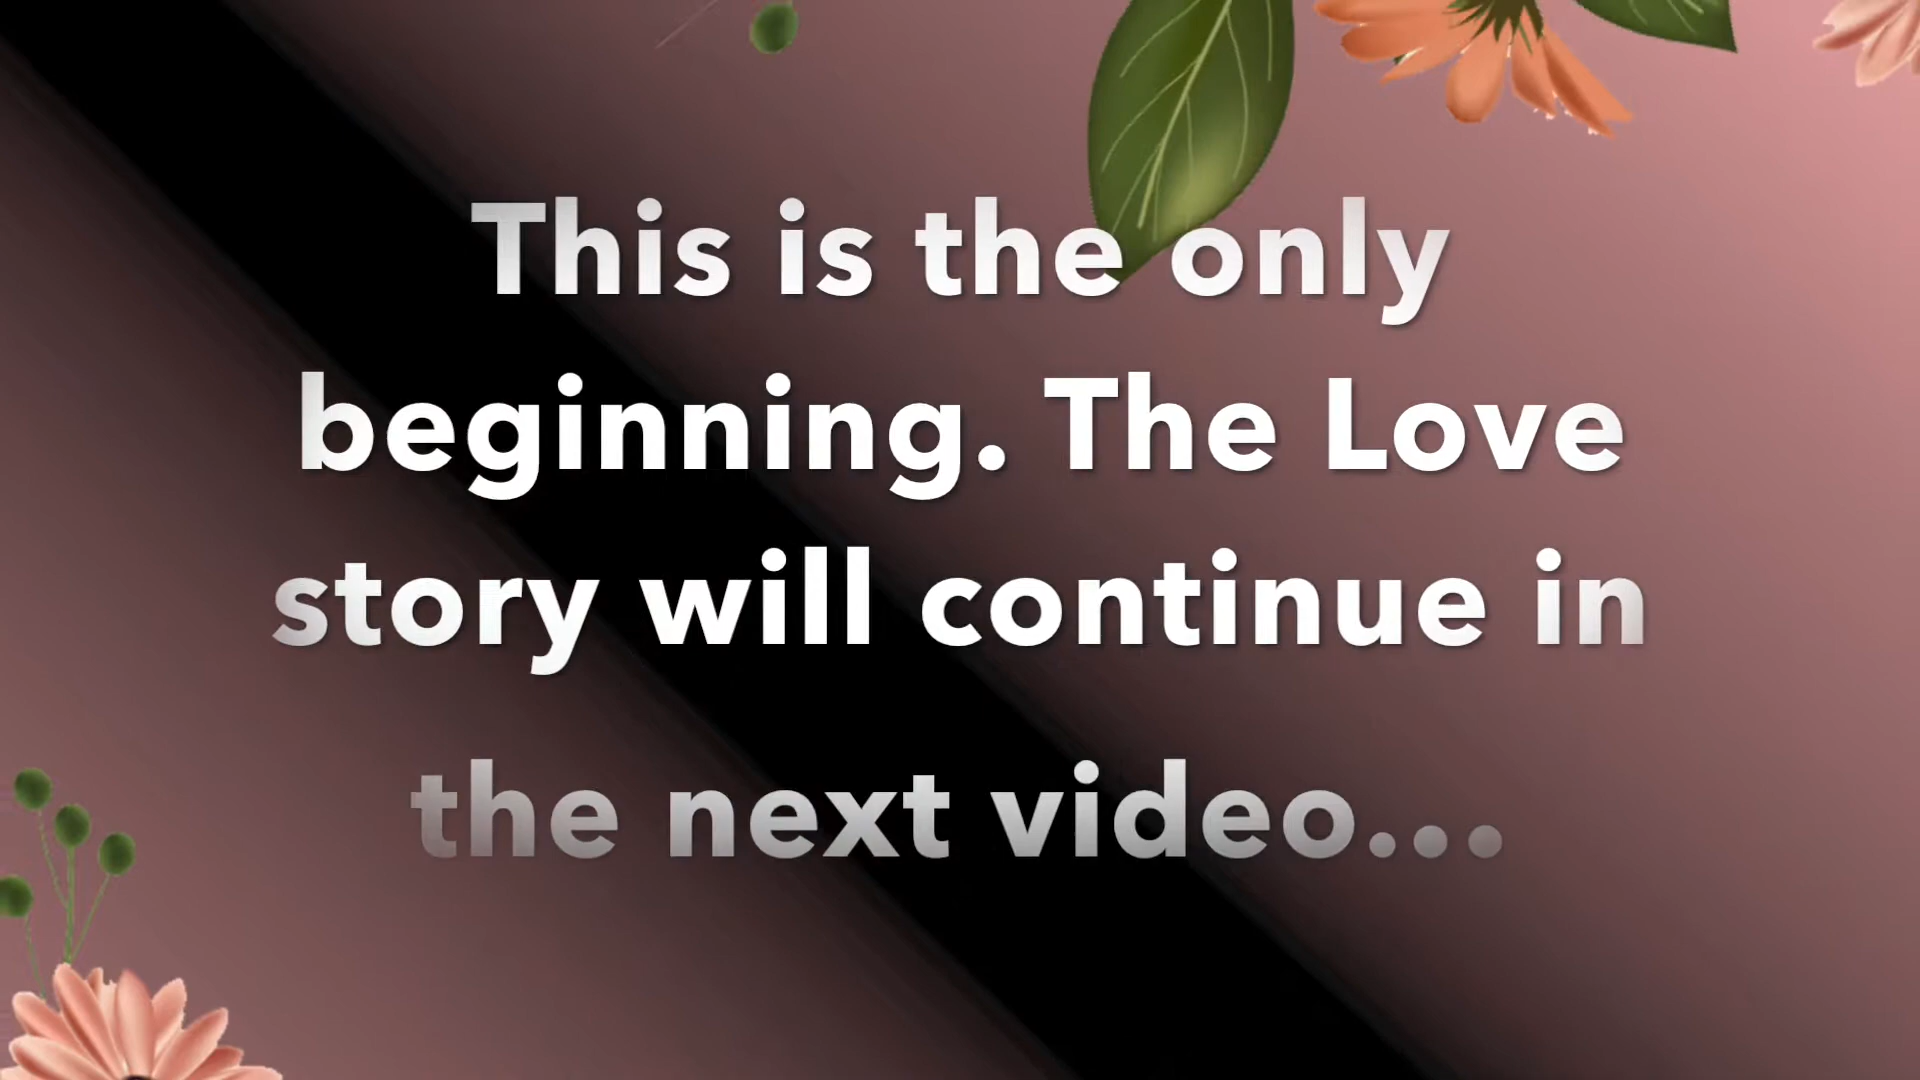 This is the only
beginning. The Love
story will continue in
the next video...